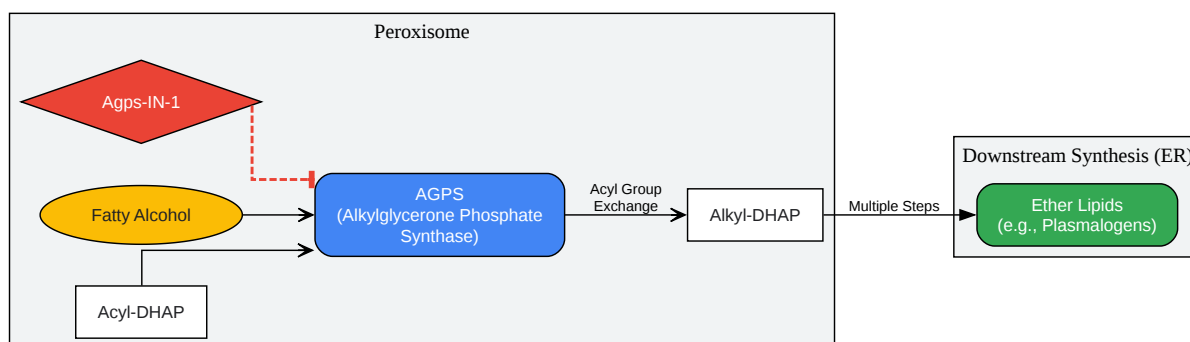 Peroxisome
Agps-IN-1
Fatty Alcohol
Acyl-DHAP
AGPS
(Alkylglycerone Phosphate
Synthase)
Acyl Group
Exchange
Alkyl-DHAP
Multiple Steps
Downstream Synthesis (ER)
Ether Lipids
(e.g., Plasmalogens)